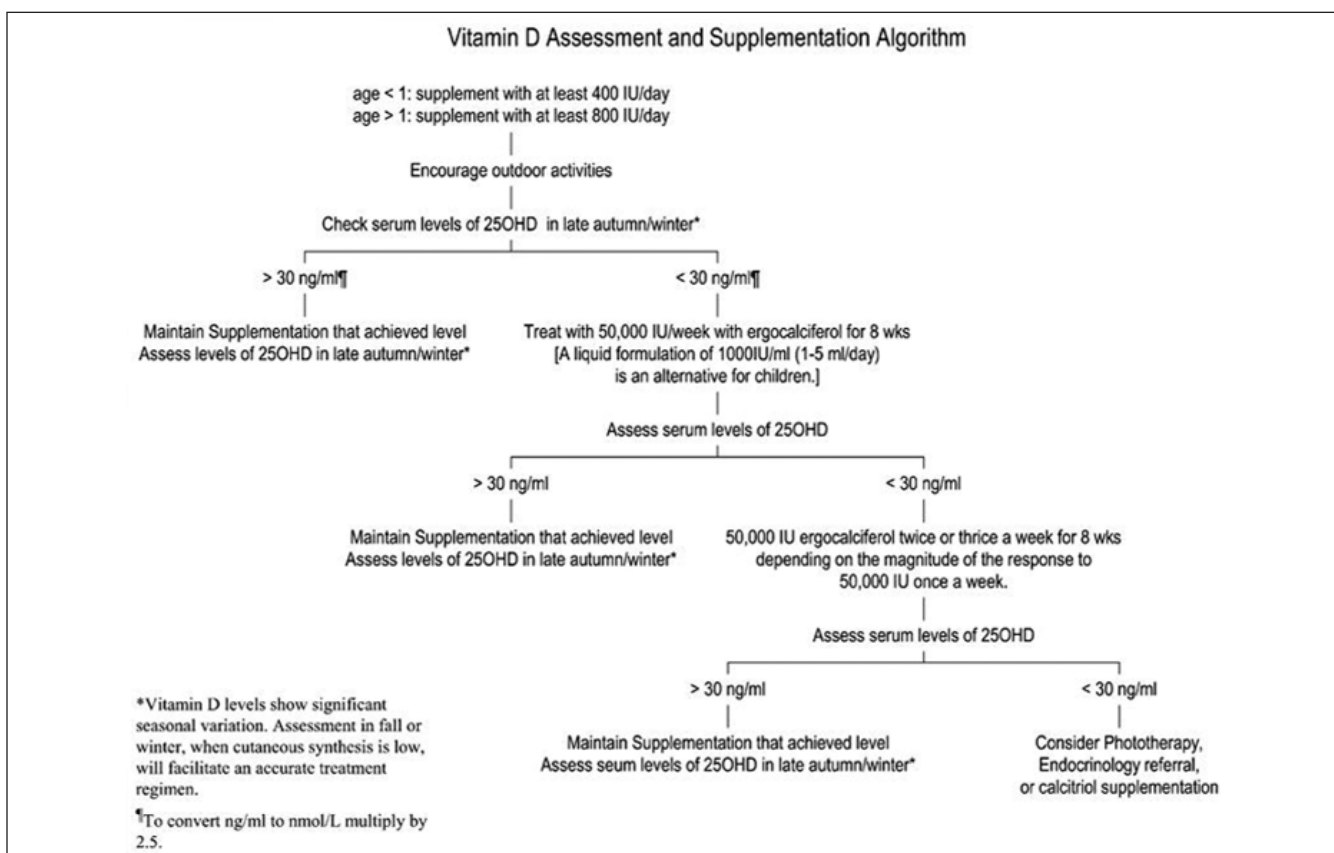 Vitamin D Assessment and Supplementation Algorithm
age < 1: supplement with at least 400 IU/day
age > 1: supplement with at least 800 IU/day
Encourage outdoor activities
Check serum levels of 25OHD in late autumn/winter*
> 30 ng/ml¶
Maintain Supplementation that achieved level
Assess levels of 25OHD in late autumn/winter*
< 30 ng/ml¶
Treat with 50,000 IU/week with ergocalciferol for 8 wks
[A liquid formulation of 1000IU/ml (1-5 ml/day)
is an alternative for children.]
Assess serum levels of 25OHD
> 30 ng/ml
Maintain Supplementation that achieved level
Assess levels of 25OHD in late autumn/winter*
< 30 ng/ml
50,000 IU ergocalciferol twice or thrice a week for 8 wks
depending on the magnitude of the response to
50,000 IU once a week.
Assess serum levels of 25OHD
> 30 ng/ml
Maintain Supplementation that achieved level
Assess seum levels of 25OHD in late autumn/winter*
< 30 ng/ml
Consider Phototherapy,
Endocrinology referral,
or calcitriol supplementation
*Vitamin D levels show significant
seasonal variation. Assessment in fall or
winter, when cutaneous synthesis is low,
will facilitate an accurate treatment
regimen.
¶To convert ng/ml to nmol/L multiply by
2.5.